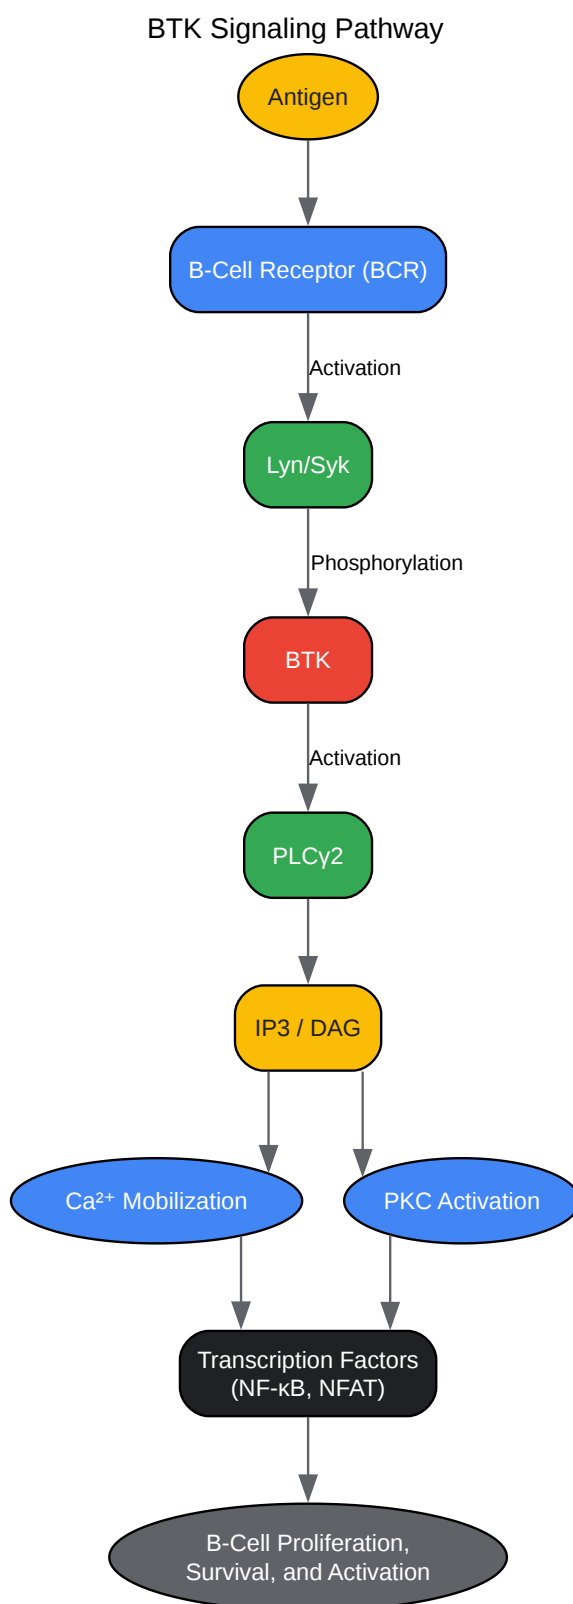 BTK Signaling Pathway
Antigen
B-Cell Receptor (BCR)
Activation
Lyn/Syk
Phosphorylation
BTK
Activation
PLCγ2
IP3 / DAG
Ca²⁺ Mobilization
PKC Activation
Transcription Factors
(NF-κB, NFAT)
B-Cell Proliferation,
Survival, and Activation